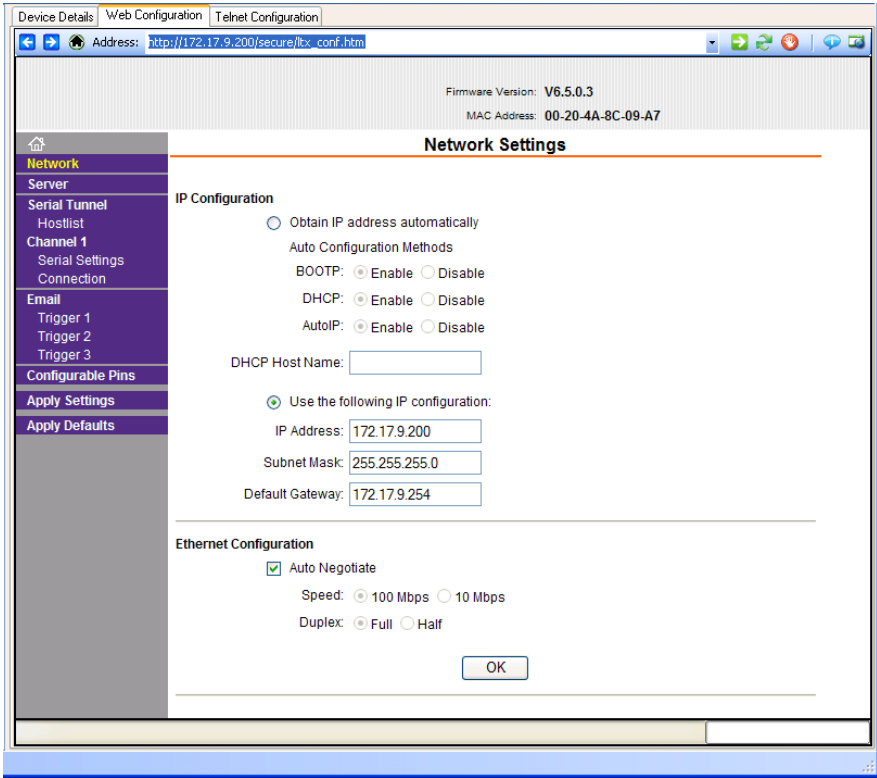 Device Details Web Configuration Telnet Configuration
Address: http://172.17.9.200/secure/ltx_conf.htm
Firmware Version: V6.5.0.3
MAC Address: 00-20-4A-8C-09-A7
Network
Server
Serial Tunnel
Hostlist
Channel 1
Serial Settings
Connection
Email
Trigger 1
Trigger 2
Trigger 3
Configurable Pins
Apply Settings
Apply Defaults
Network Settings
IP Configuration
Obtain IP address automatically
Auto Configuration Methods
BOOTP: Enable Disable
DHCP: Enable Disable
AutoIP: Enable Disable
DHCP Host Name:
Use the following IP configuration:
IP Address: 172.17.9.200
Subnet Mask: 255.255.255.0
Default Gateway: 172.17.9.254
Ethernet Configuration
Auto Negotiate
Speed: 100 Mbps 10 Mbps
Duplex: Full Half
OK